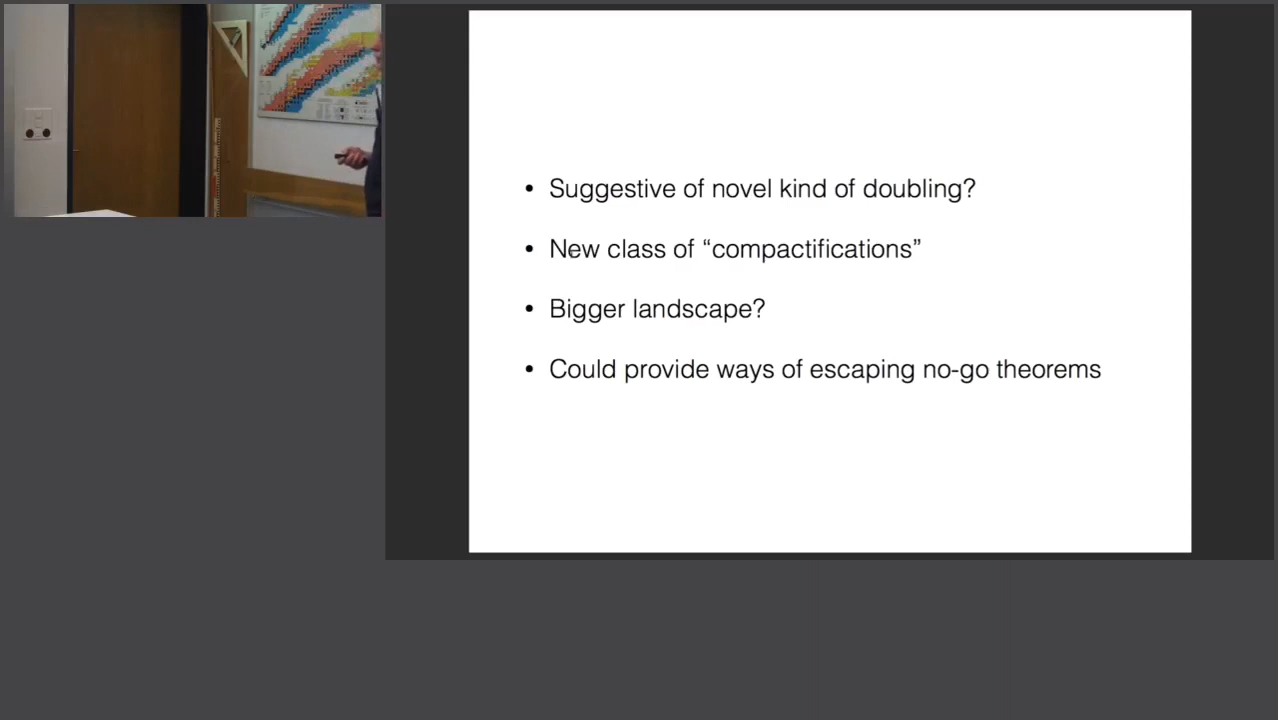 • Suggestive of novel kind of doubling?
• New class of “compactifications”
• Bigger landscape?
• Could provide ways of escaping no-go theorems